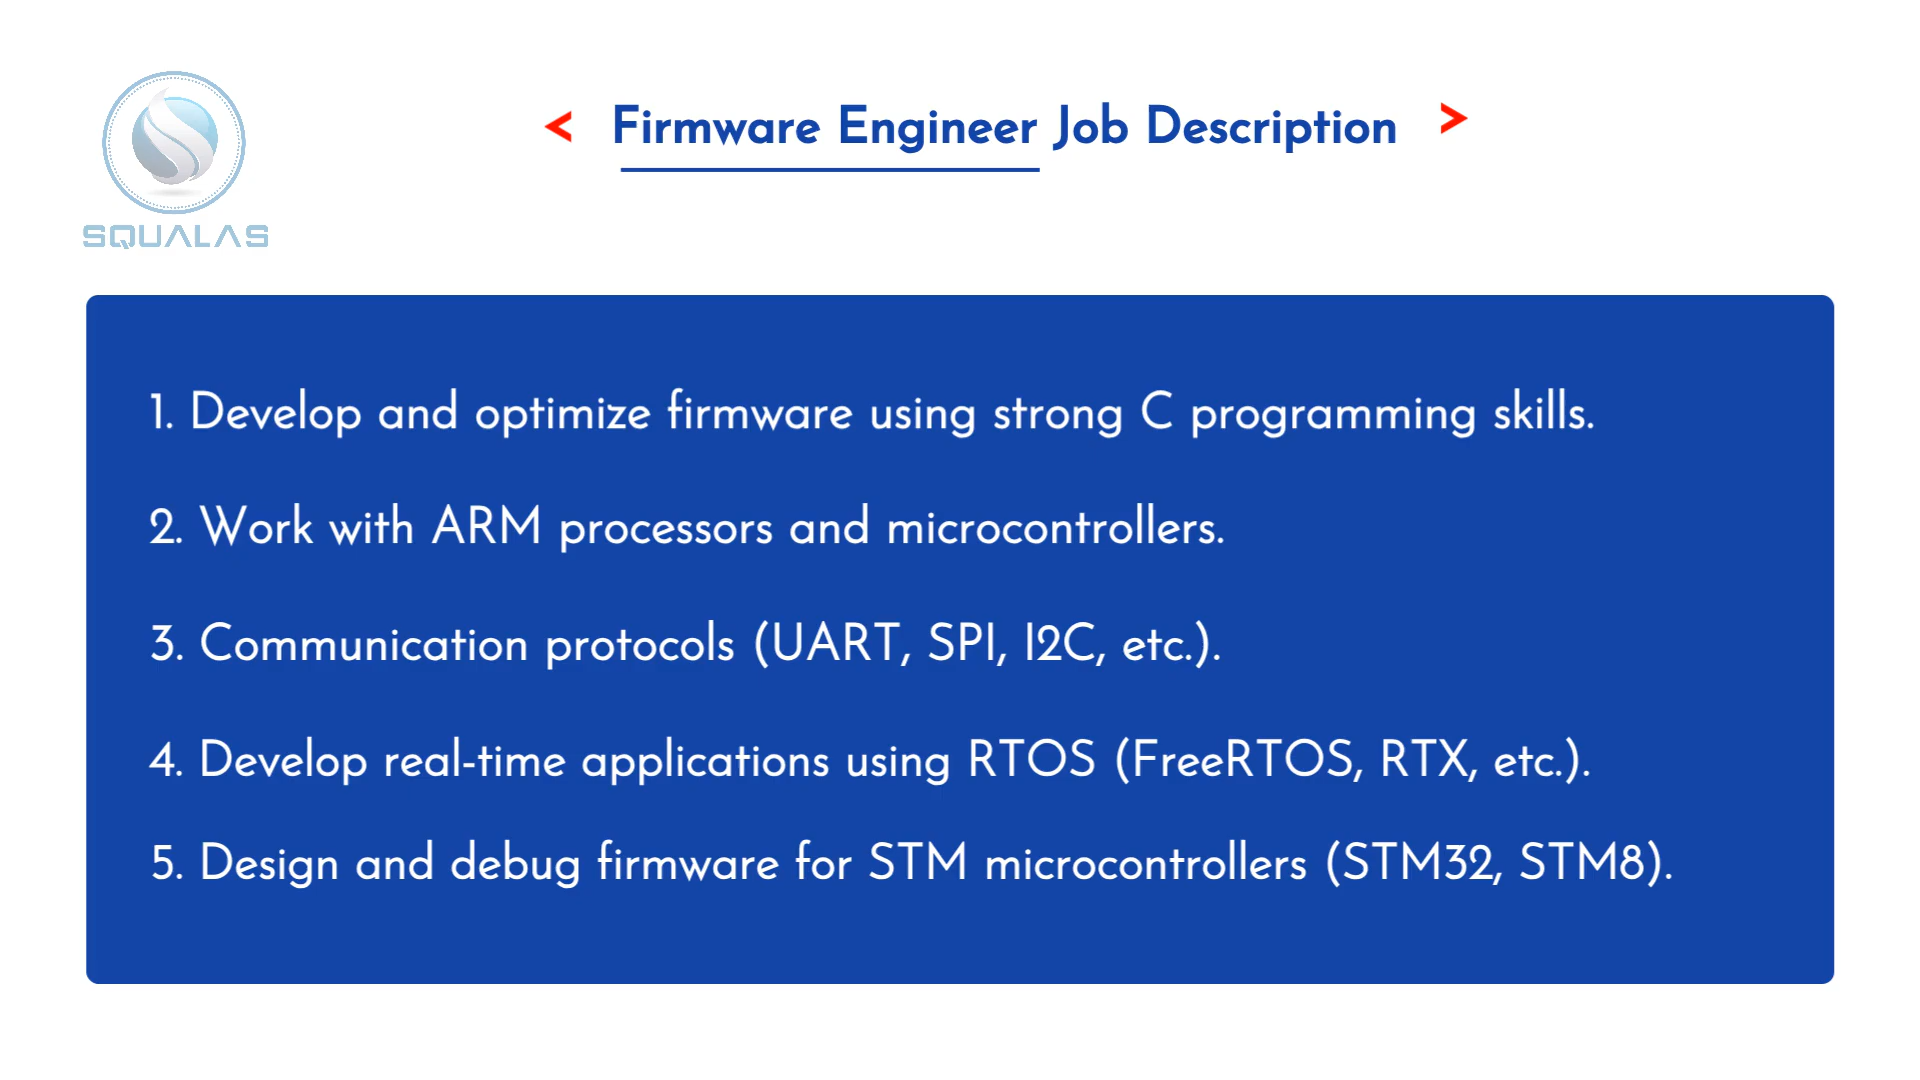 SQUALAS
< Firmware Engineer Job Description >
1. Develop and optimize firmware using strong C programming skills.
2. Work with ARM processors and microcontrollers.
3. Communication protocols (UART, SPI, I2C, etc.).
4. Develop real-time applications using RTOS (FreeRTOS, RTX, etc.).
5. Design and debug firmware for STM microcontrollers (STM32, STM8).